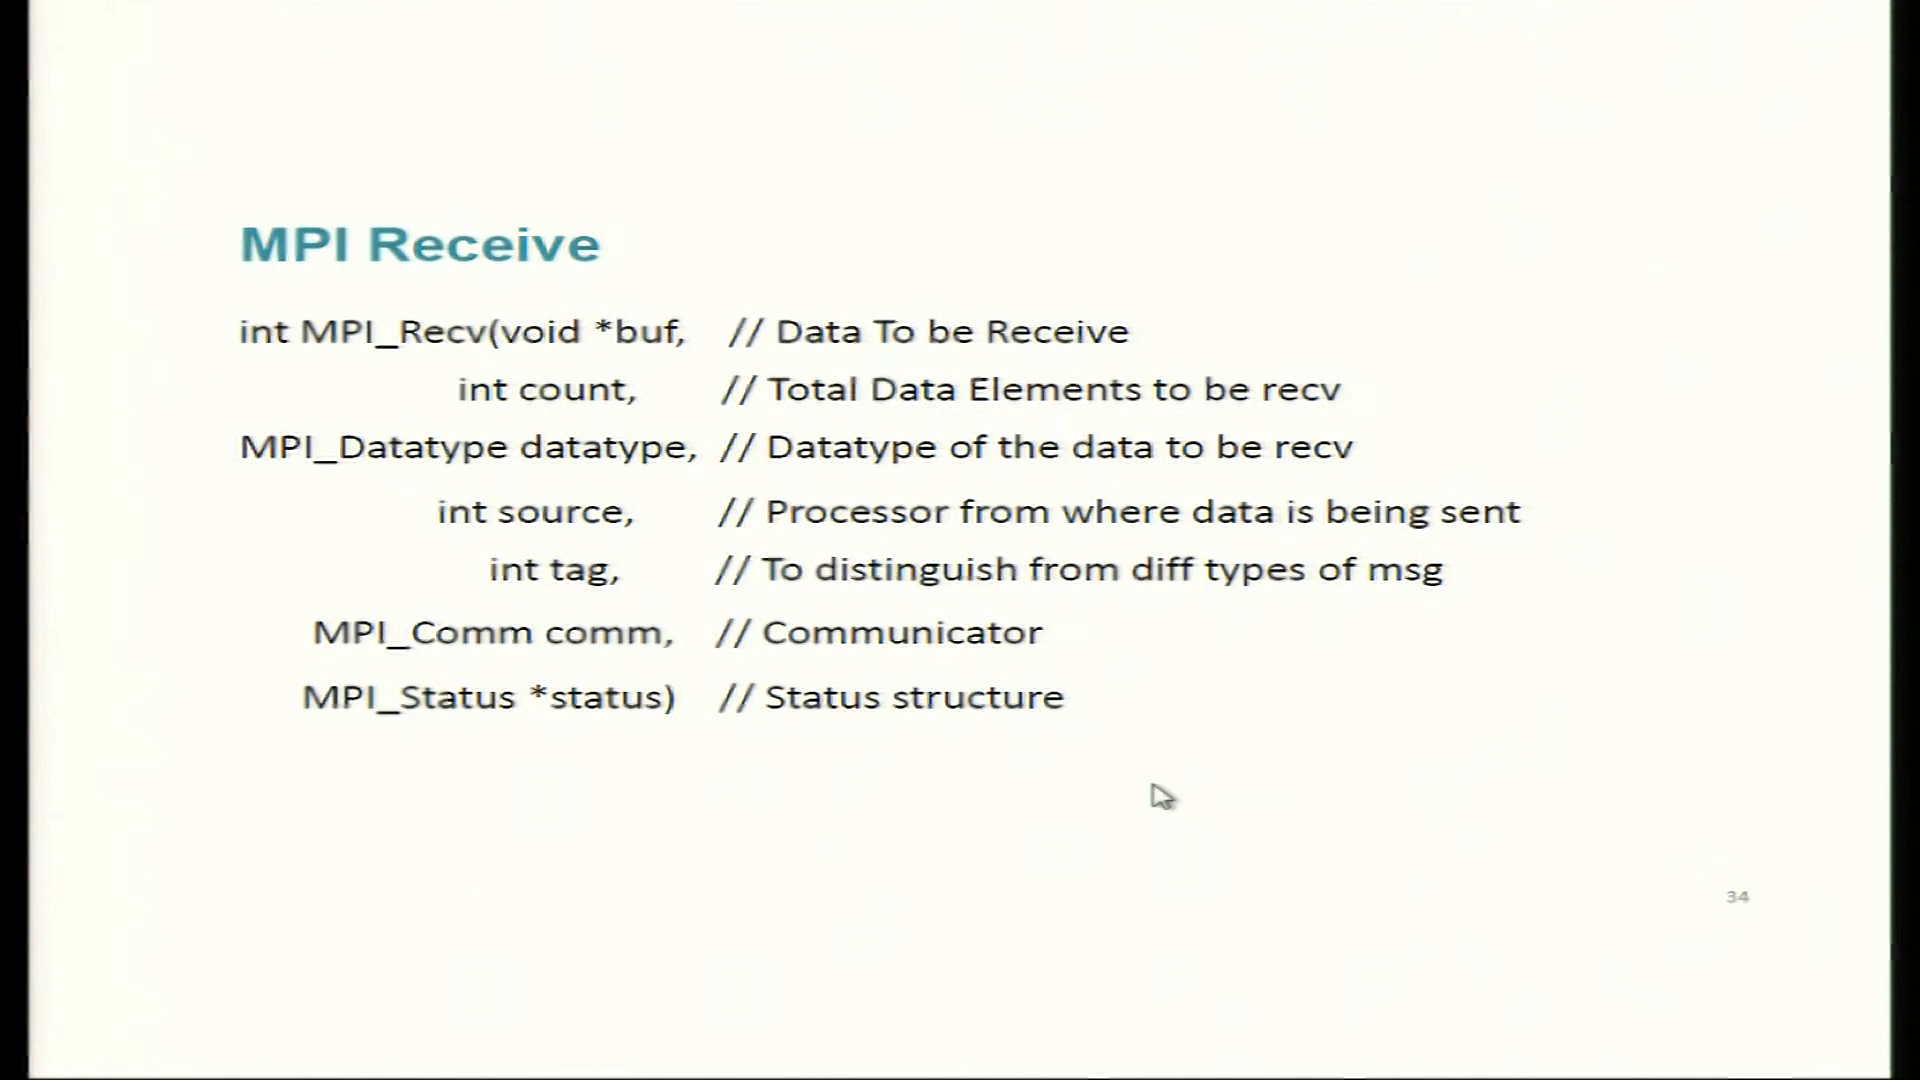 MPI Receive
int MPI_Recv(void *buf, // Data To be Receive
int count, // Total Data Elements to be recv
MPI_Datatype datatype, // Datatype of the data to be recv
int source, // Processor from where data is being sent
int tag, // To distinguish from diff types of msg
MPI_Comm comm, // Communicator
MPI_Status *status) // Status structure
34